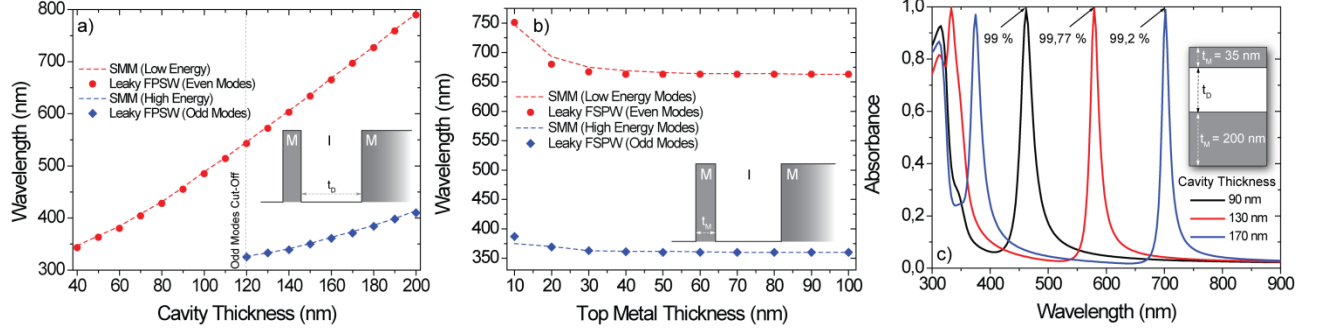 a)
800
700
600
500
400
300
Wavelength (nm)
SMM (Low Energy)
Leaky FPSW (Even Modes)
SMM (High Energy)
Leaky FPSW (Odd Modes)
Odd Modes Cut-Off
M
I
M
tD
40 60 80 100 120 140 160 180 200
Cavity Thickness (nm)
b)
750
700
650
600
550
500
450
400
350
Wavelength (nm)
SMM (Low Energy Modes)
Leaky FSPW (Even Modes)
SMM (High Energy Modes)
Leaky FSPW (Odd Modes)
M
I
M
tM
10 20 30 40 50 60 70 80 90 100
Top Metal Thickness (nm)
c)
1,0
0,8
0,6
0,4
0,2
0,0
Absorbance
99 %
99,77 %
99,2 %
tM = 35 nm
tD
tM = 200 nm
Cavity Thickness
90 nm
130 nm
170 nm
300 400 500 600 700 800 900
Wavelength (nm)